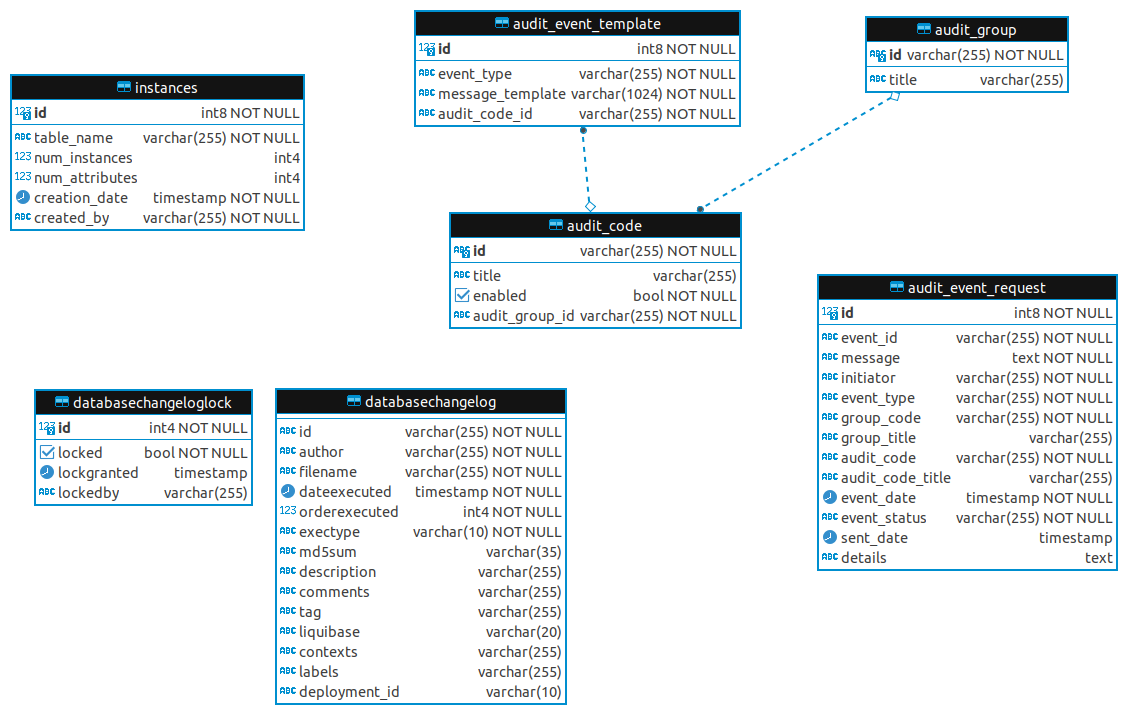 audit_event_template
id int8 NOT NULL
event_type varchar(255) NOT NULL
message_template varchar(1024) NOT NULL
audit_code_id varchar(255) NOT NULL
audit_group
id varchar(255) NOT NULL
title varchar(255)
instances
id int8 NOT NULL
table_name varchar(255) NOT NULL
num_instances int4
num_attributes int4
creation_date timestamp NOT NULL
created_by varchar(255) NOT NULL
audit_code
id varchar(255) NOT NULL
title varchar(255)
enabled bool NOT NULL
audit_group_id varchar(255) NOT NULL
audit_event_request
id int8 NOT NULL
event_id varchar(255) NOT NULL
message text NOT NULL
initiator varchar(255) NOT NULL
event_type varchar(255) NOT NULL
group_code varchar(255) NOT NULL
group_title varchar(255)
audit_code varchar(255) NOT NULL
audit_code_title varchar(255)
event_date timestamp NOT NULL
event_status varchar(255) NOT NULL
sent_date timestamp
details text
databasechangeloglock
id int4 NOT NULL
locked bool NOT NULL
lockgranted timestamp
lockedby varchar(255)
databasechangelog
id varchar(255) NOT NULL
author varchar(255) NOT NULL
filename varchar(255) NOT NULL
dateexecuted timestamp NOT NULL
orderexecuted int4 NOT NULL
exectype varchar(10) NOT NULL
md5sum varchar(35)
description varchar(255)
comments varchar(255)
tag varchar(255)
liquibase varchar(20)
contexts varchar(255)
labels varchar(255)
deployment_id varchar(10)